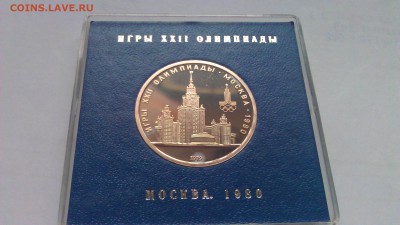 COINS.LAVE.RU
ИГРЫ XXII ОЛИМПИАДЫ
ИГРЫ XXII ОЛИМПИАДЫ · МОСКВА · 1980
МОСКВА. 1980